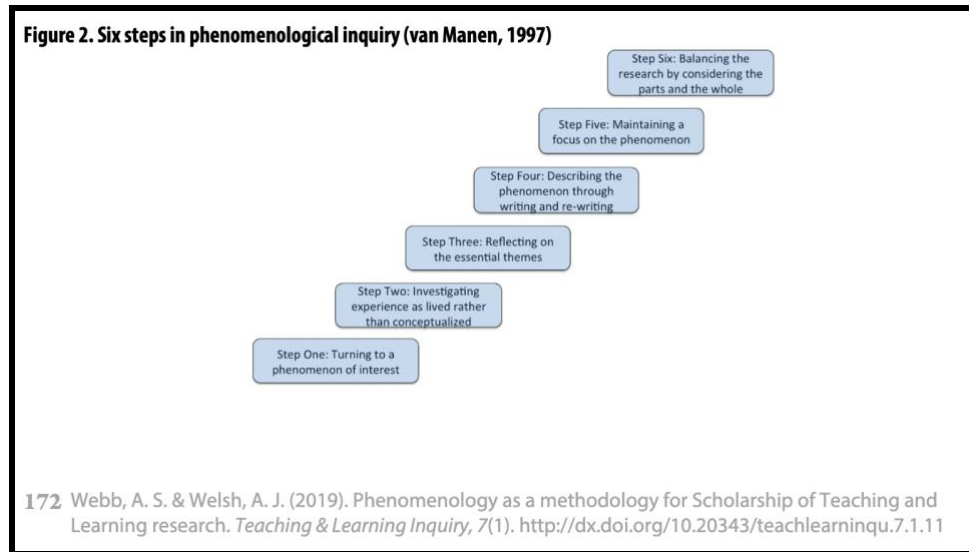 Figure 2. Six steps in phenomenological inquiry (van Manen, 1997)
Step Six: Balancing the
research by considering the
parts and the whole
Step Five: Maintaining a
focus on the phenomenon
Step Four: Describing the
phenomenon through
writing and re-writing
Step Three: Reflecting on
the essential themes
Step Two: Investigating
experience as lived rather
than conceptualized
Step One: Turning to a
phenomenon of interest
172 Webb, A. S. & Welsh, A. J. (2019). Phenomenology as a methodology for Scholarship of Teaching and
Learning research. Teaching & Learning Inquiry, 7(1). http://dx.doi.org/10.20343/teachlearninqu.7.1.11